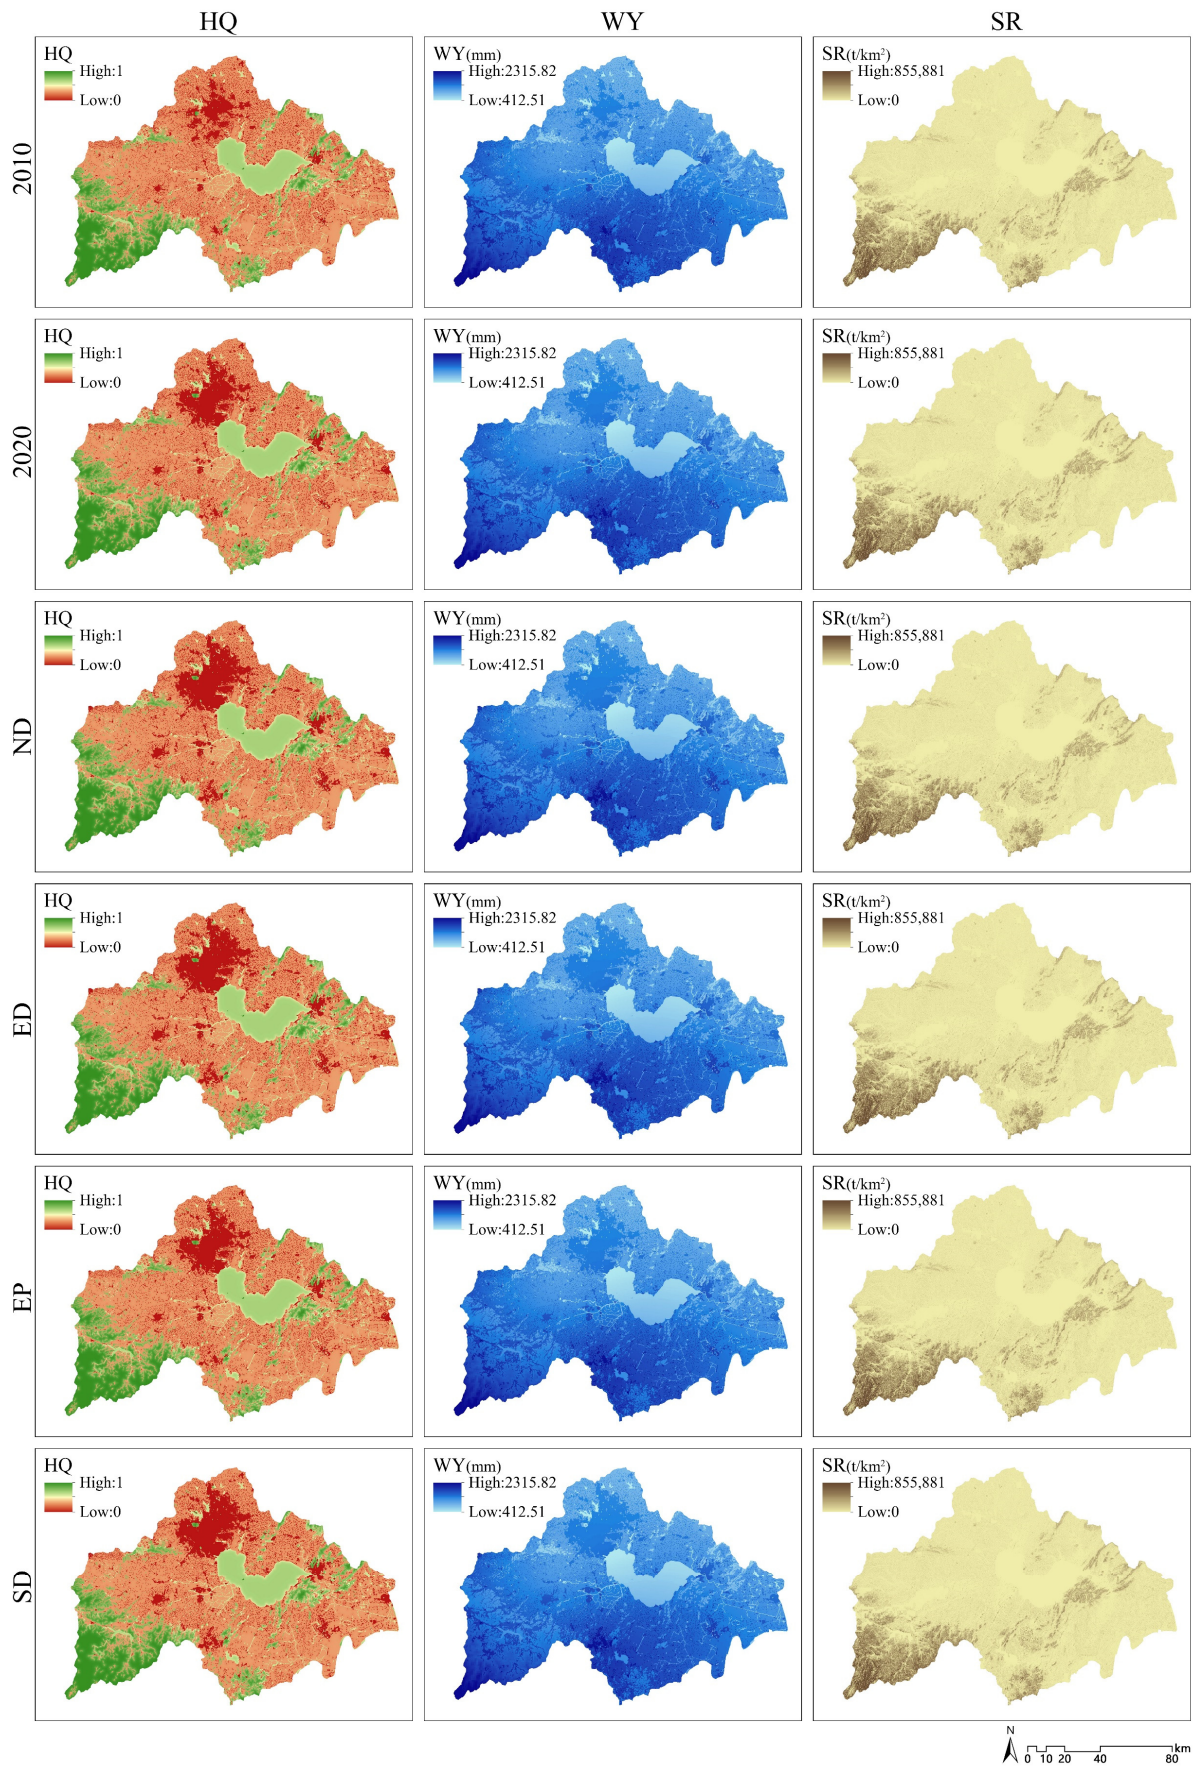 HQ WY SR
2010
HQ
High:1
Low:0
WY(mm)
High:2315.82
Low:412.51
SR(t/km²)
High:855,881
Low:0
2020
HQ
High:1
Low:0
WY(mm)
High:2315.82
Low:412.51
SR(t/km²)
High:855,881
Low:0
ND
HQ
High:1
Low:0
WY(mm)
High:2315.82
Low:412.51
SR(t/km²)
High:855,881
Low:0
ED
HQ
High:1
Low:0
WY(mm)
High:2315.82
Low:412.51
SR(t/km²)
High:855,881
Low:0
EP
HQ
High:1
Low:0
WY(mm)
High:2315.82
Low:412.51
SR(t/km²)
High:855,881
Low:0
SD
HQ
High:1
Low:0
WY(mm)
High:2315.82
Low:412.51
SR(t/km²)
High:855,881
Low:0
N
km
0 10 20 40 80